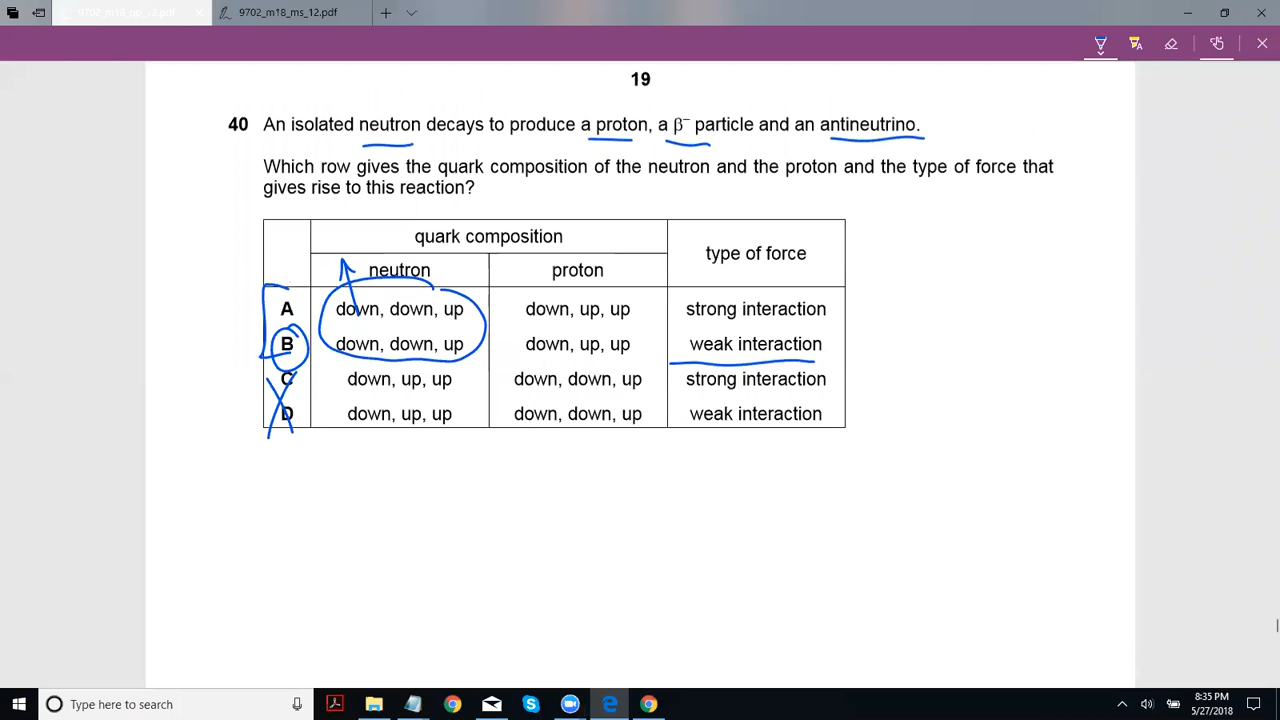 9702_m18_qp_12.pdf
9702_m18_ms_12.pdf
19
40 An isolated neutron decays to produce a proton, a β⁻ particle and an antineutrino.
Which row gives the quark composition of the neutron and the proton and the type of force that
gives rise to this reaction?
quark composition
type of force
neutron proton
A down, down, up down, up, up strong interaction
B down, down, up down, up, up weak interaction
C down, up, up down, down, up strong interaction
D down, up, up down, down, up weak interaction
Type here to search
8:35 PM
5/27/2018